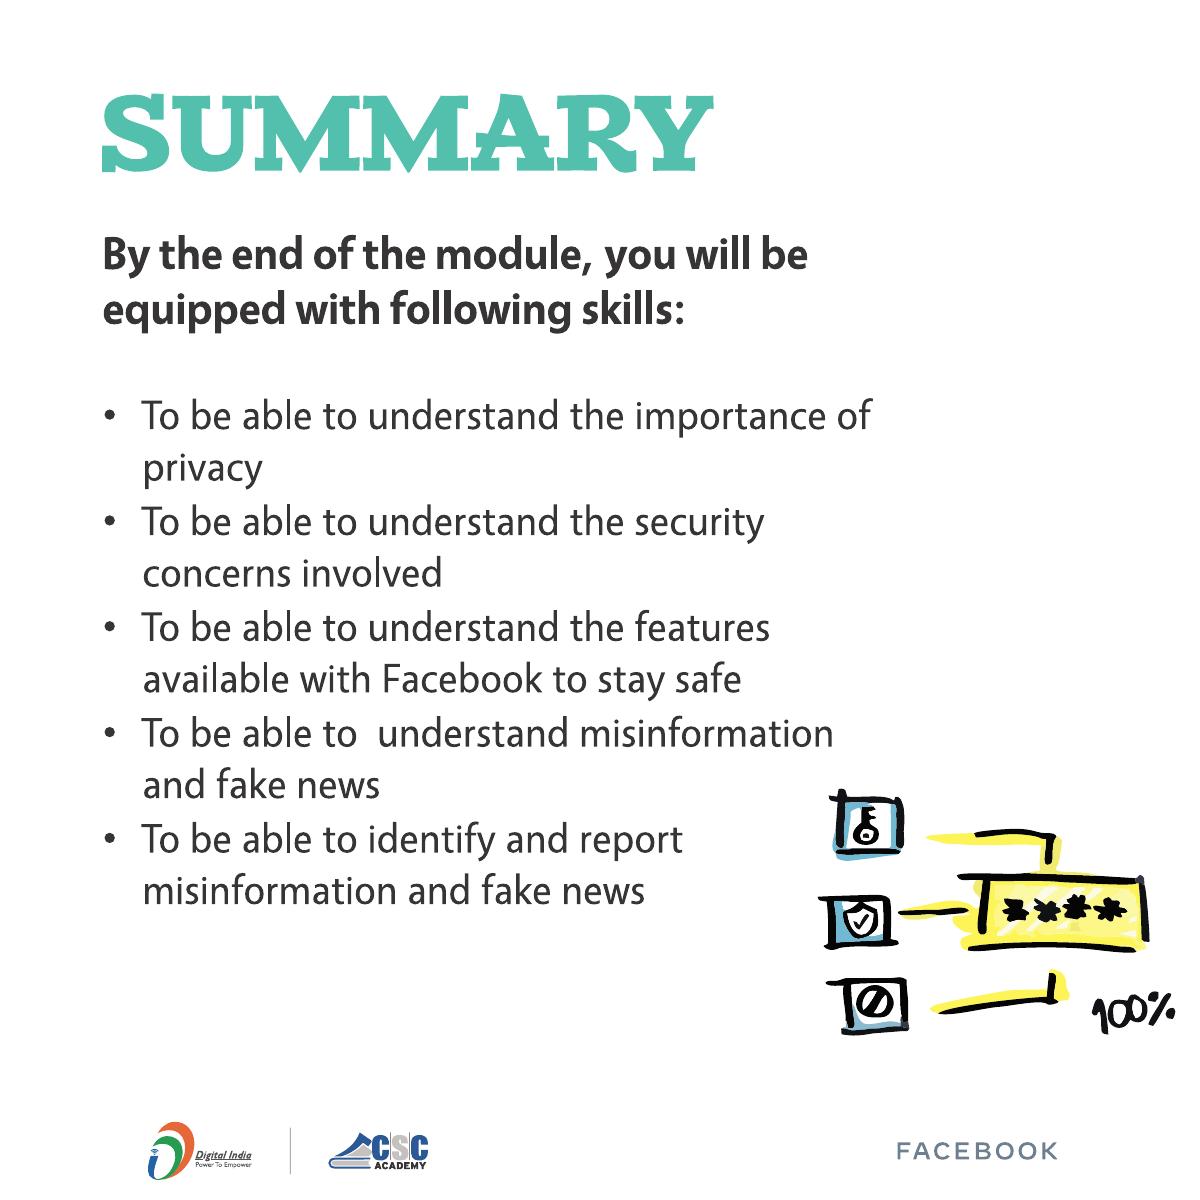 SUMMARY
By the end of the module, you will be
equipped with following skills:
• To be able to understand the importance of
privacy
• To be able to understand the security
concerns involved
• To be able to understand the features
available with Facebook to stay safe
• To be able to  understand misinformation
and fake news
• To be able to identify and report
misinformation and fake news
****
100%
Digital India
Power To Empower
CSC
ACADEMY
FACEBOOK